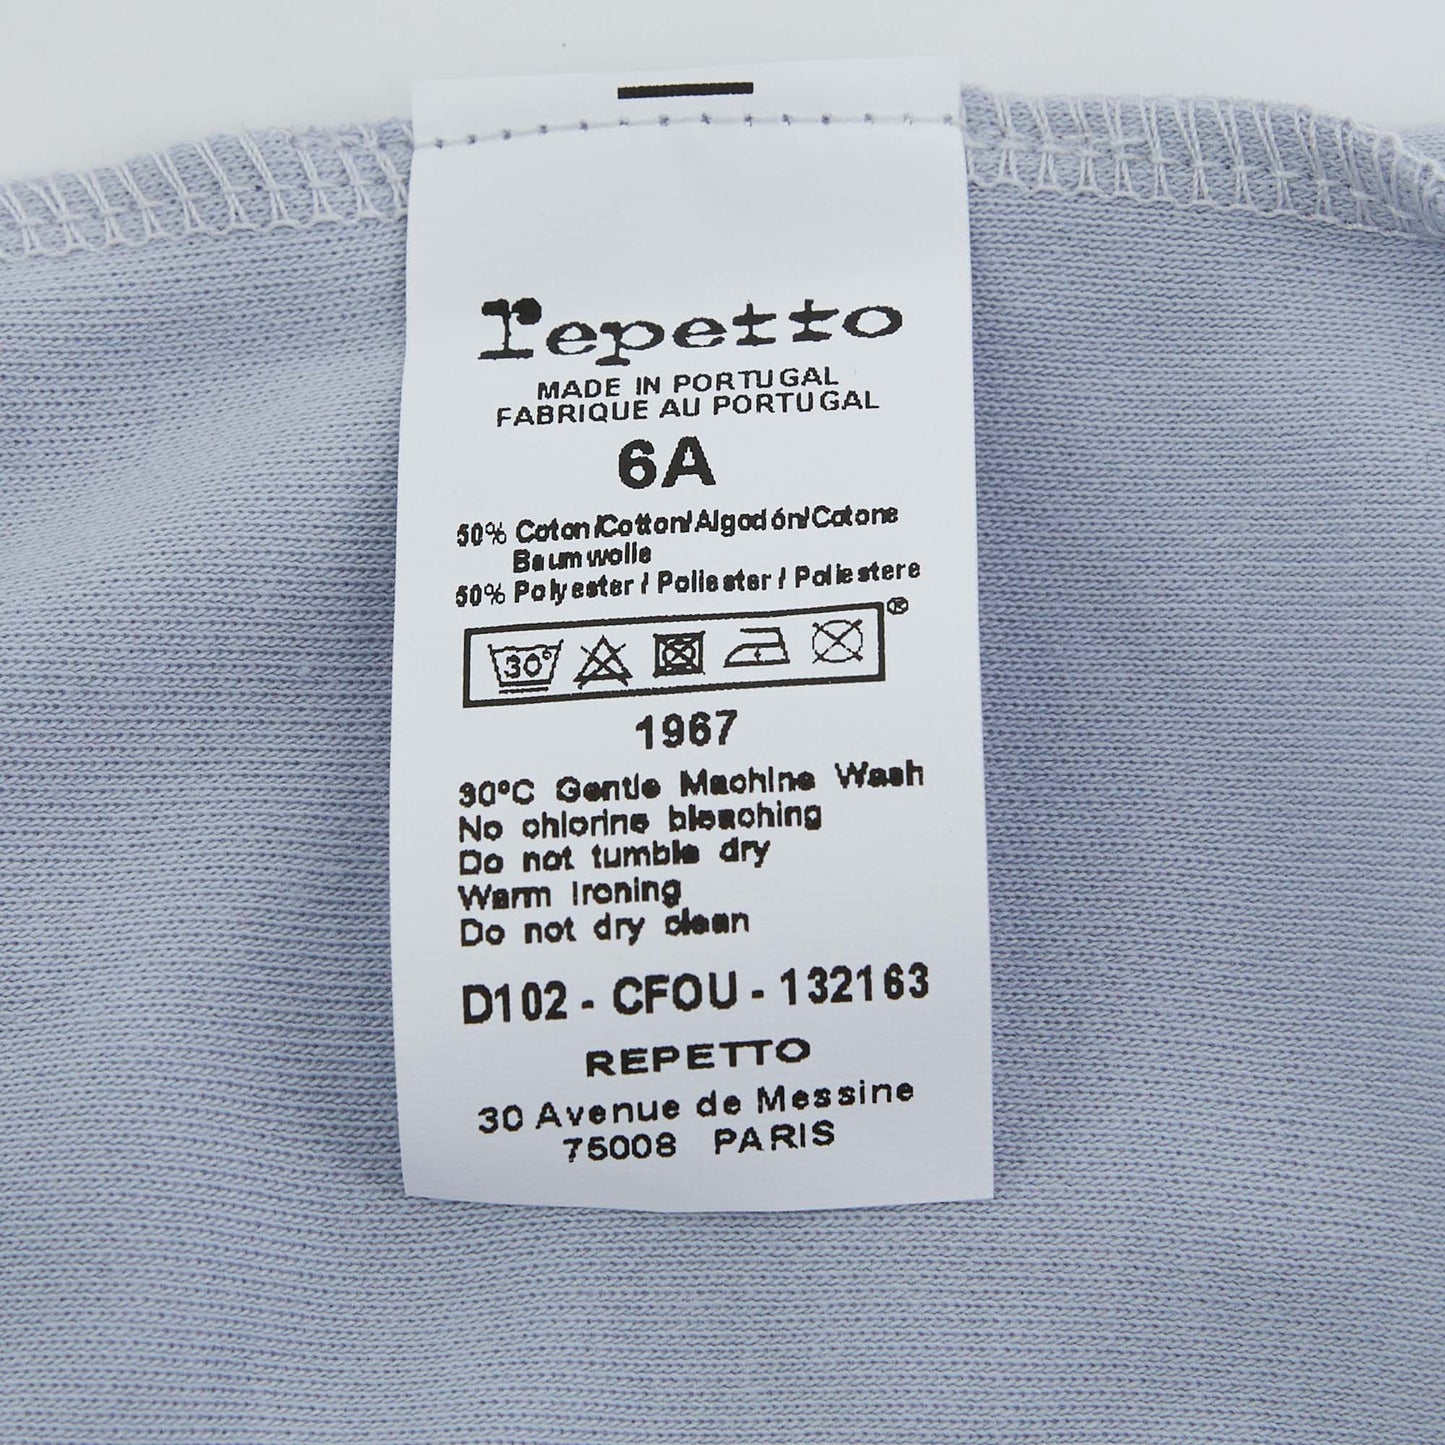 repetto
MADE IN PORTUGAL
FABRIQUE AU PORTUGAL
6A
50% Coton/Cotton/Algodón/Cotone
Baumwolle
50% Polyester / Poliester / Poliestere
®
30°
1967
30°C Gentle Machine Wash
No chlorine bleaching
Do not tumble dry
Warm Ironing
Do not dry clean
D102 - CFOU - 132163
REPETTO
30 Avenue de Messine
75008 PARIS